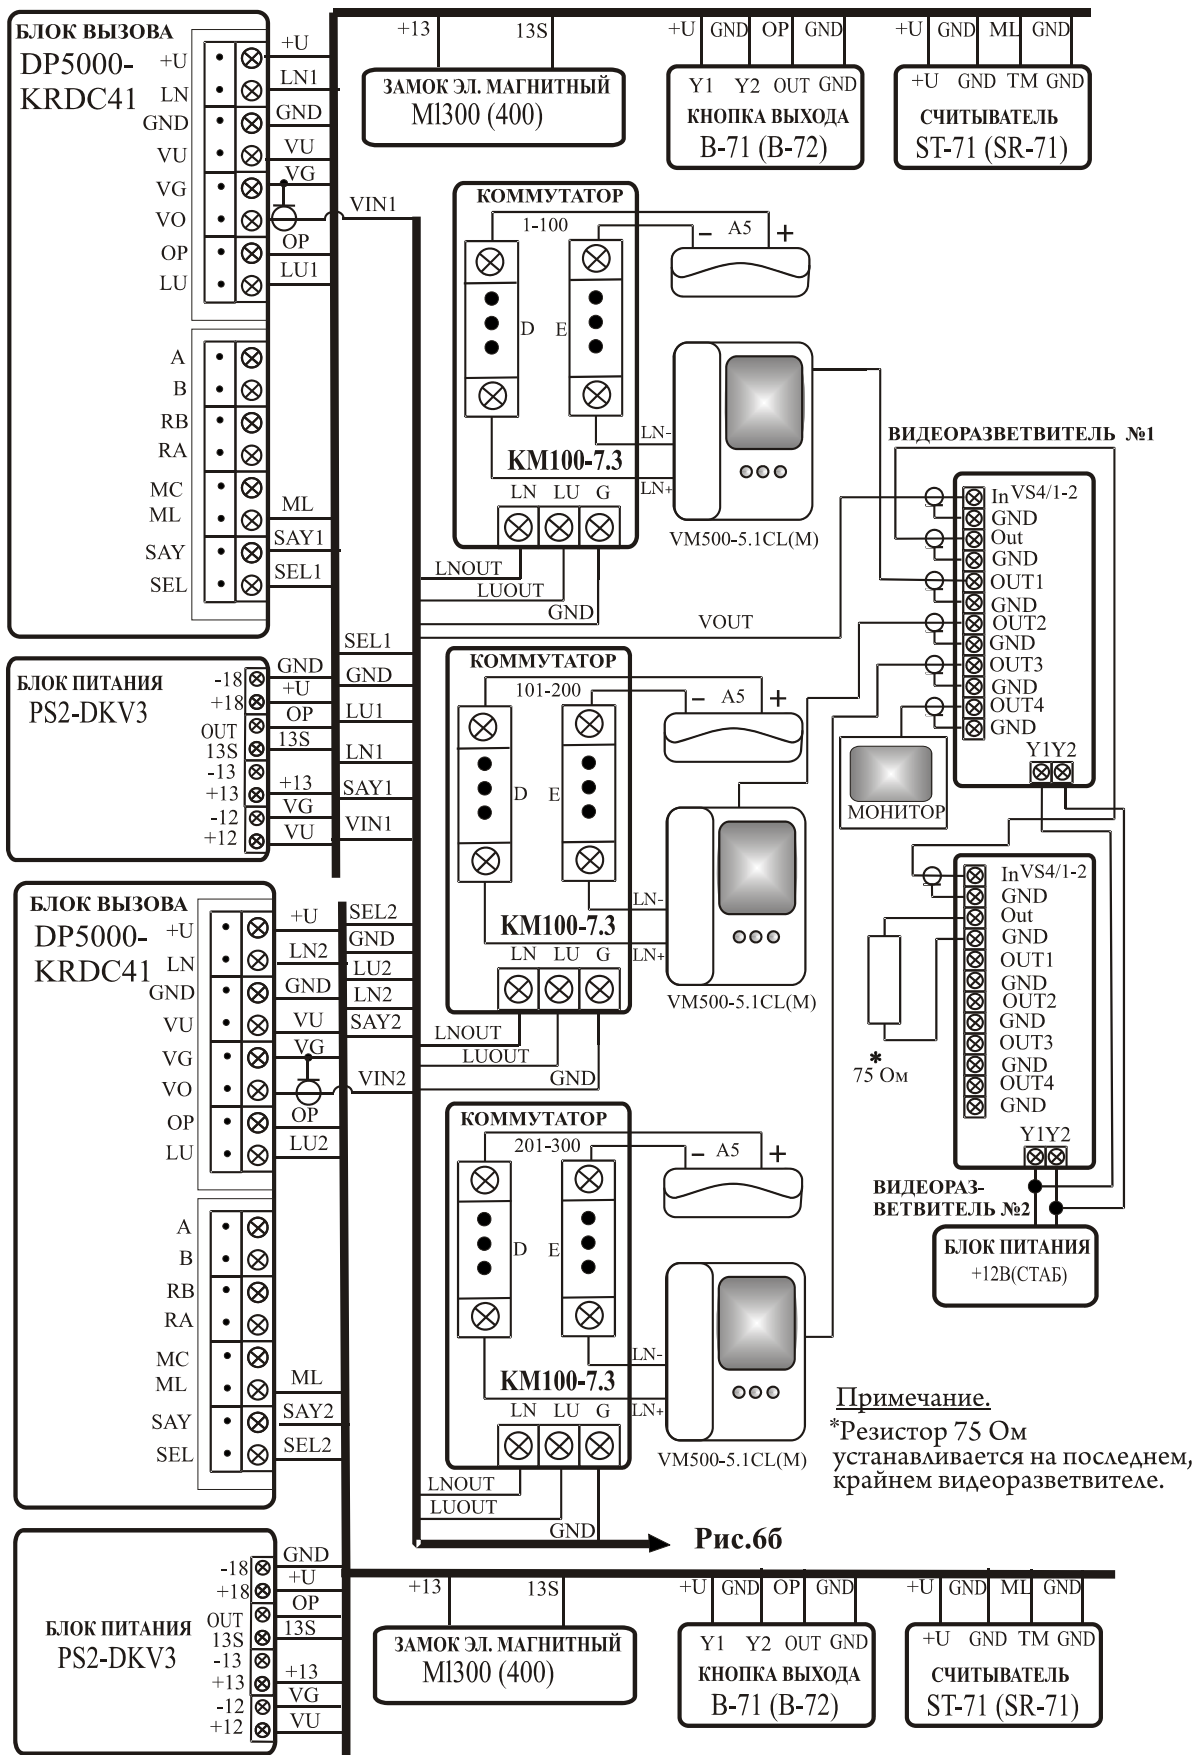 БЛОК ВЫЗОВА
DP5000-
KRDC41
+U
LN
GND
VU
VG
VO
OP
LU
A
B
RB
RA
MC
ML
SAY
SEL
+U
LN1
GND
VU
VG
VIN1
OP
LU1
ML
SAY1
SEL1
+13
13S
ЗАМОК ЭЛ. МАГНИТНЫЙ
Ml300 (400)
+U GND OP GND
Y1 Y2 OUT GND
КНОПКА ВЫХОДА
B-71 (B-72)
+U GND ML GND
+U GND TM GND
СЧИТЫВАТЕЛЬ
ST-71 (SR-71)
КОММУТАТОР
1-100
– A5 +
D E
LN-
KM100-7.3
LN+
LN LU G
VM500-5.1CL(M)
LNOUT
LUOUT
GND
VOUT
ВИДЕОРАЗВЕТВИТЕЛЬ №1
In VS4/1-2
GND
Out
GND
OUT1
GND
OUT2
GND
OUT3
GND
OUT4
GND
Y1Y2
МОНИТОР
БЛОК ПИТАНИЯ
PS2-DKV3
-18
+18
OUT
13S
-13
+13
-12
+12
GND
+U
OP
13S
+13
VG
VU
SEL1
GND
LU1
LN1
SAY1
VIN1
КОММУТАТОР
101-200
– A5 +
D E
LN-
KM100-7.3
LN+
LN LU G
VM500-5.1CL(M)
LNOUT
LUOUT
GND
In VS4/1-2
GND
Out
GND
OUT1
GND
OUT2
GND
OUT3
GND
OUT4
GND
Y1Y2
*
75 Ом
ВИДЕОРАЗ-
ВЕТВИТЕЛЬ №2
БЛОК ПИТАНИЯ
+12В(СТАБ)
БЛОК ВЫЗОВА
DP5000-
KRDC41
+U
LN
GND
VU
VG
VO
OP
LU
A
B
RB
RA
MC
ML
SAY
SEL
+U
LN2
GND
VU
VG
VIN2
OP
LU2
ML
SAY2
SEL2
SEL2
GND
LU2
LN2
SAY2
КОММУТАТОР
201-300
– A5 +
D E
LN-
KM100-7.3
LN+
LN LU G
VM500-5.1CL(M)
LNOUT
LUOUT
GND
Рис.6б
Примечание.
*Резистор 75 Ом
устанавливается на последнем,
крайнем видеоразветвителе.
БЛОК ПИТАНИЯ
PS2-DKV3
-18
+18
OUT
13S
-13
+13
-12
+12
GND
+U
OP
13S
+13
VG
VU
+13
13S
ЗАМОК ЭЛ. МАГНИТНЫЙ
Ml300 (400)
+U GND OP GND
Y1 Y2 OUT GND
КНОПКА ВЫХОДА
B-71 (B-72)
+U GND ML GND
+U GND TM GND
СЧИТЫВАТЕЛЬ
ST-71 (SR-71)